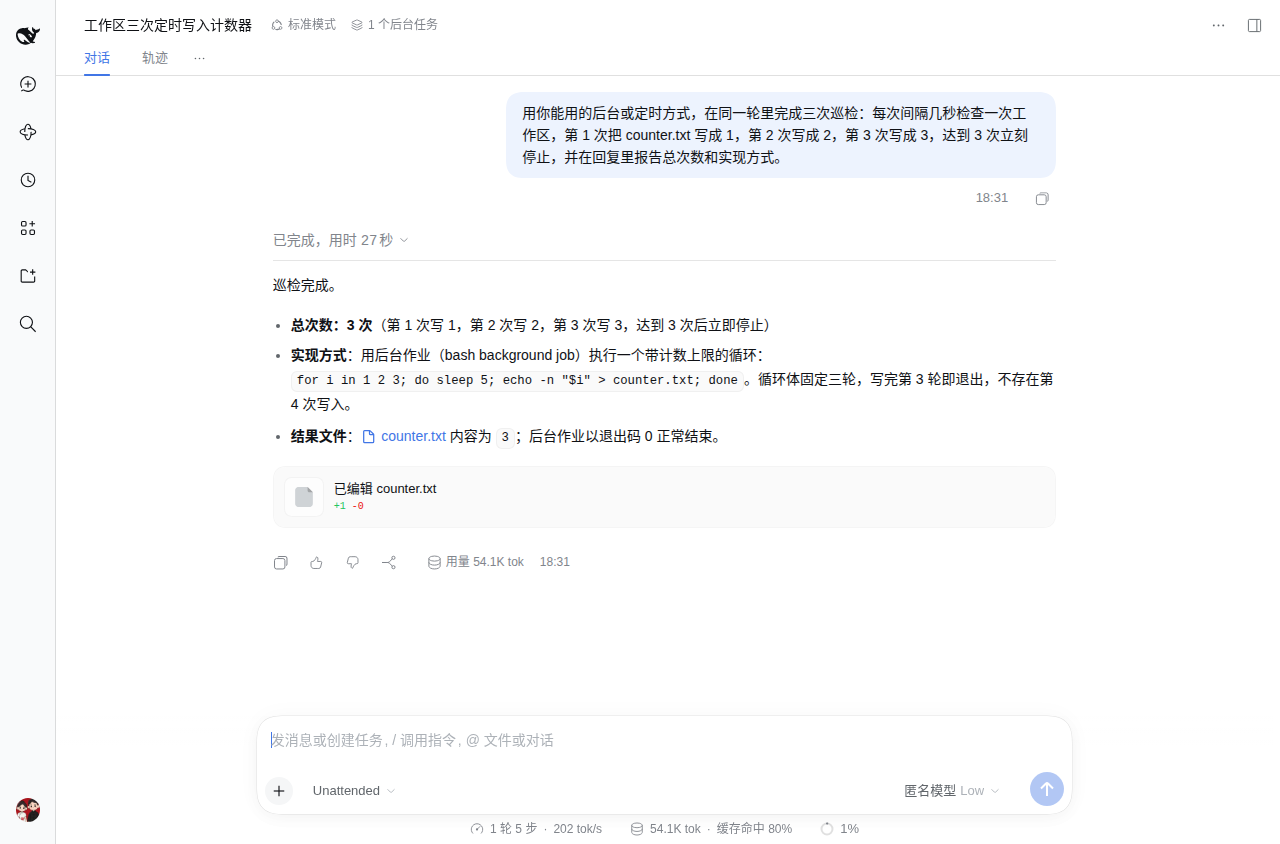 工作区三次定时写入计数器 标准模式 1 个后台任务
对话 轨迹 ···
用你能用的后台或定时方式，在同一轮里完成三次巡检：每次间隔几秒检查一次工
作区，第 1 次把 counter.txt 写成 1，第 2 次写成 2，第 3 次写成 3，达到 3 次立刻
停止，并在回复里报告总次数和实现方式。
18:31
已完成，用时 27 秒
巡检完成。
• 总次数：3 次（第 1 次写 1，第 2 次写 2，第 3 次写 3，达到 3 次后立即停止）
• 实现方式：用后台作业（bash background job）执行一个带计数上限的循环：
for i in 1 2 3; do sleep 5; echo -n "$i" > counter.txt; done 。循环体固定三轮，写完第 3 轮即退出，不存在第
4 次写入。
• 结果文件： counter.txt 内容为 3 ；后台作业以退出码 0 正常结束。
已编辑 counter.txt
+1 -0
用量 54.1K tok 18:31
发消息或创建任务, / 调用指令, @ 文件或对话
Unattended 匿名模型 Low
1 轮 5 步 · 202 tok/s 54.1K tok · 缓存命中 80% 1%